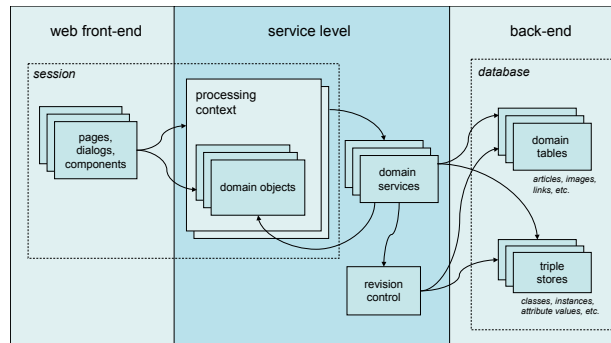 web front-end
service level
back-end
session
database
processing
context
pages,
dialogs,
components
domain objects
domain
services
domain
tables
articles, images,
links, etc.
revision
control
triple
stores
classes, instances,
attribute values, etc.